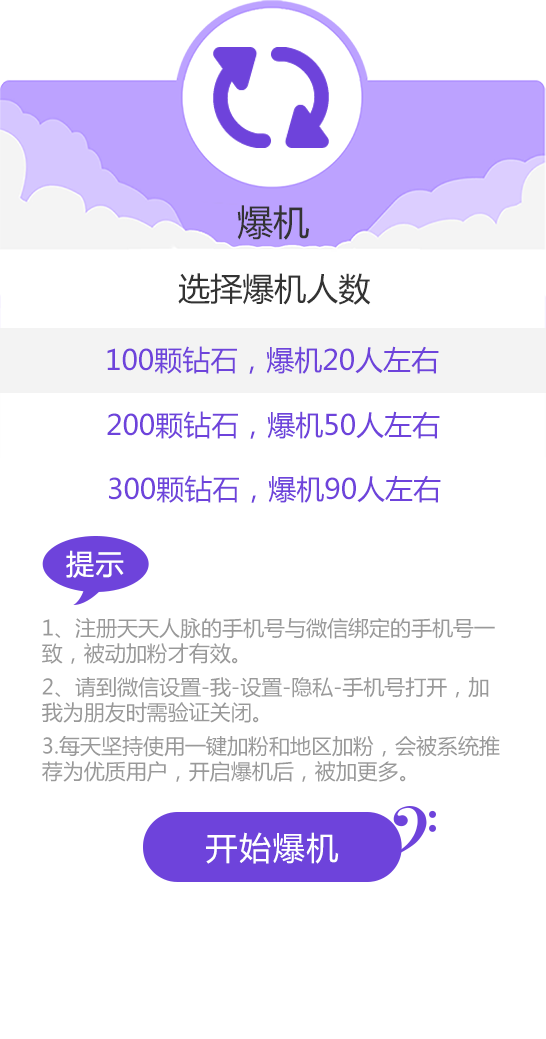 爆机
选择爆机人数
100颗钻石，爆机20人左右
200颗钻石，爆机50人左右
300颗钻石，爆机90人左右
提示
1、注册天天人脉的手机号与微信绑定的手机号一
致，被动加粉才有效。
2、请到微信设置-我-设置-隐私-手机号打开，加
我为朋友时需验证关闭。
3.每天坚持使用一键加粉和地区加粉，会被系统推
荐为优质用户，开启爆机后，被加更多。
开始爆机